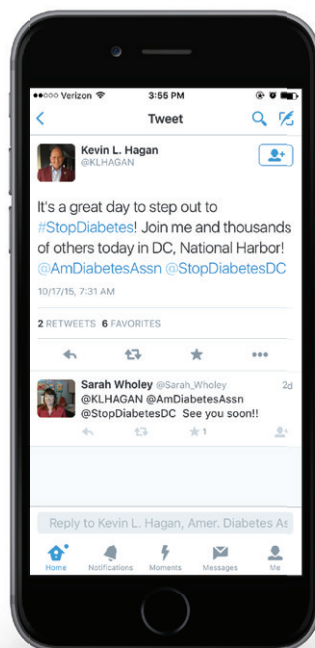 Verizon 3:55 PM
Tweet
Kevin L. Hagan
@KLHAGAN
It's a great day to step out to
#StopDiabetes! Join me and thousands
of others today in DC, National Harbor!
@AmDiabetesAssn @StopDiabetesDC
10/17/15, 7:31 AM
2 RETWEETS 6 FAVORITES
Sarah Wholey @Sarah_Wholey 2d
@KLHAGAN @AmDiabetesAssn
@StopDiabetesDC See you soon!!
1
Reply to Kevin L. Hagan, Amer. Diabetes As
Home Notifications Moments Messages Me